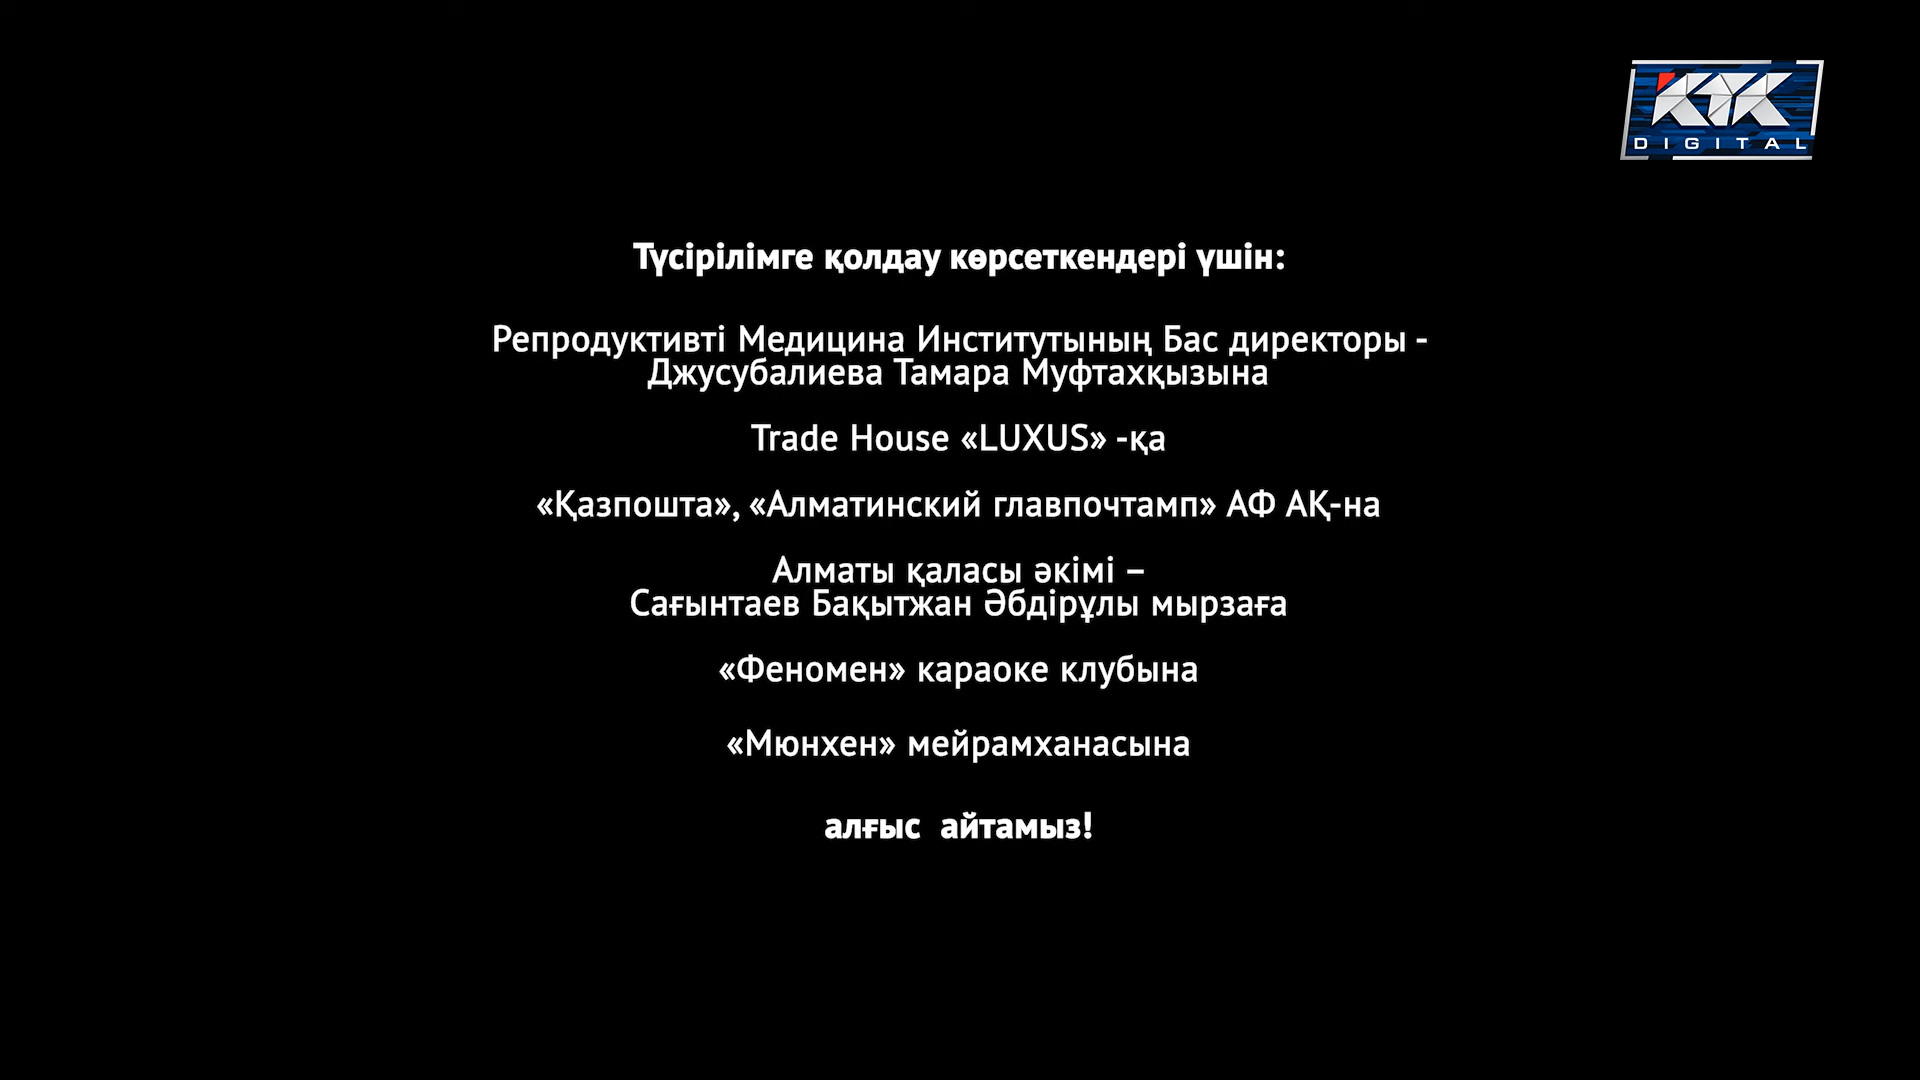 КТК
DIGITAL
Түсірілімге қолдау көрсеткендері үшін:
Репродуктивті Медицина Институтының Бас директоры -
Джусубалиева Тамара Муфтахқызына
Trade House «LUXUS» -қа
«Қазпошта», «Алматинский главпочтамп» АФ АҚ-на
Алматы қаласы әкімі –
Сағынтаев Бақытжан Әбдірұлы мырзаға
«Феномен» караоке клубына
«Мюнхен» мейрамханасына
алғыс айтамыз!